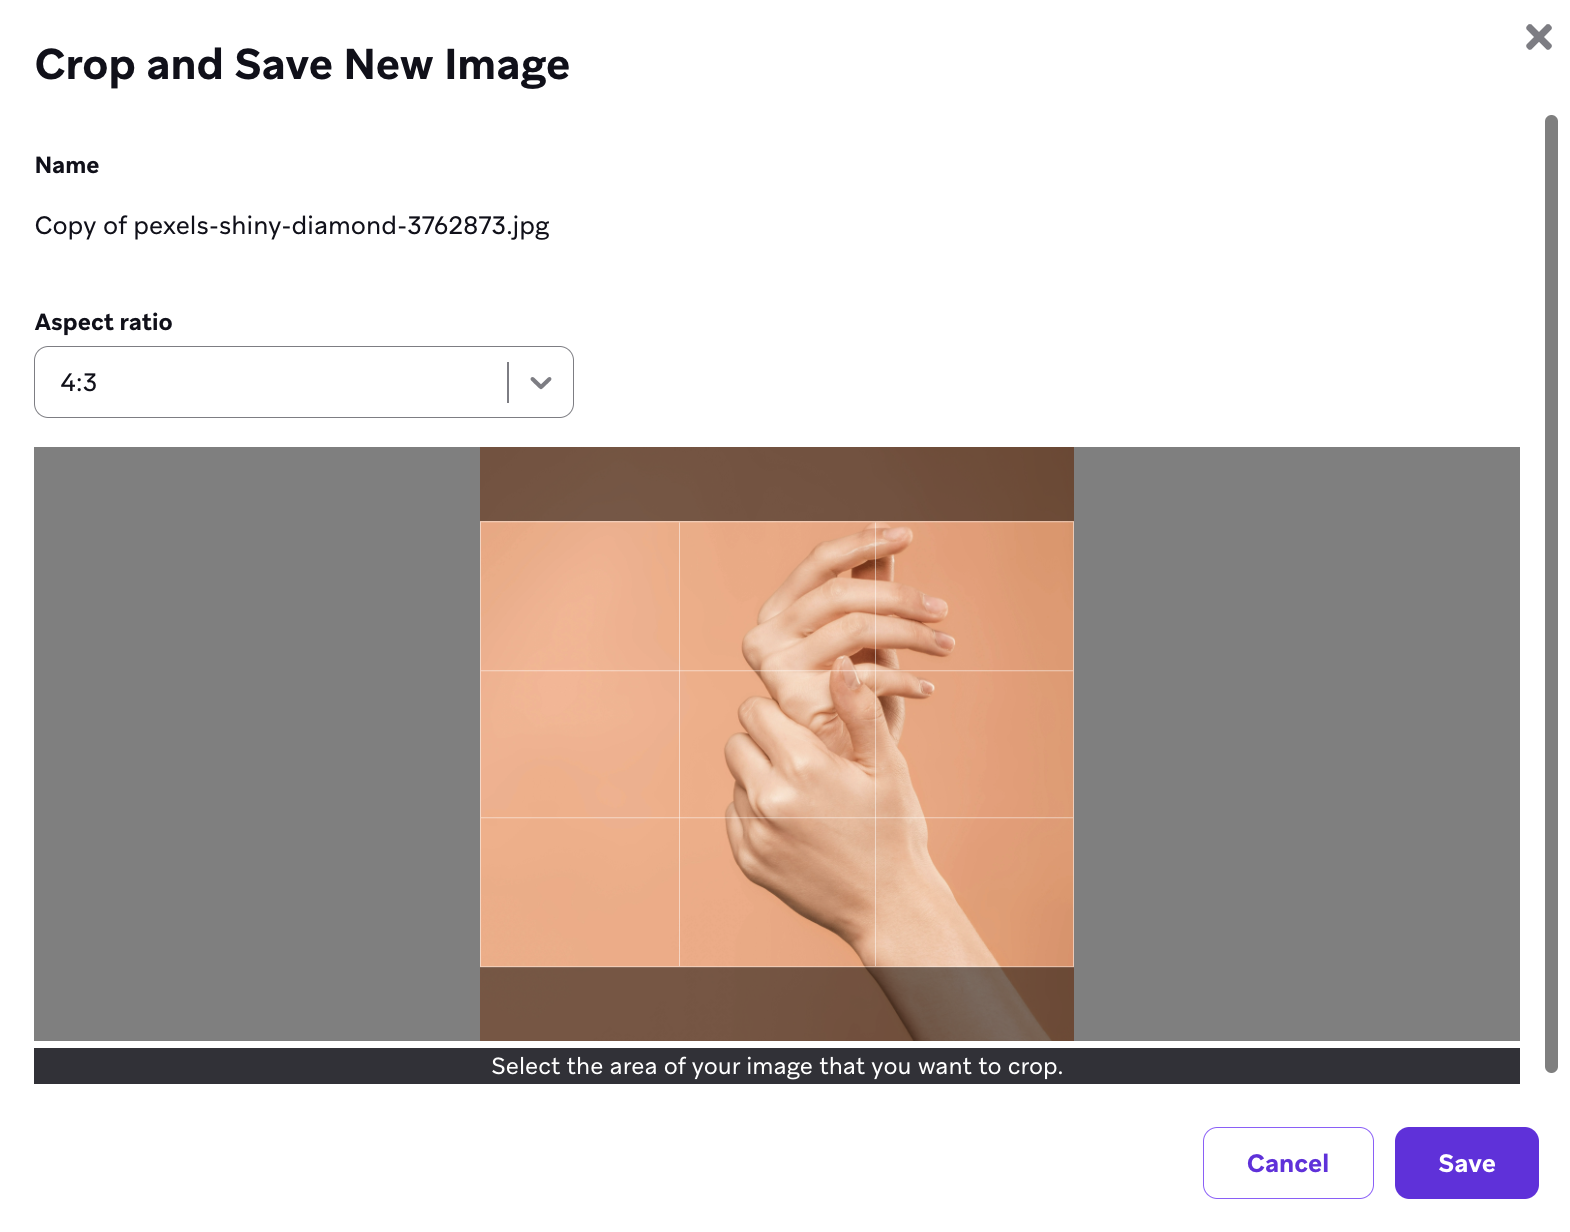 Crop and Save New Image
Name
Copy of pexels-shiny-diamond-3762873.jpg
Aspect ratio
4:3
Select the area of your image that you want to crop.
Cancel
Save